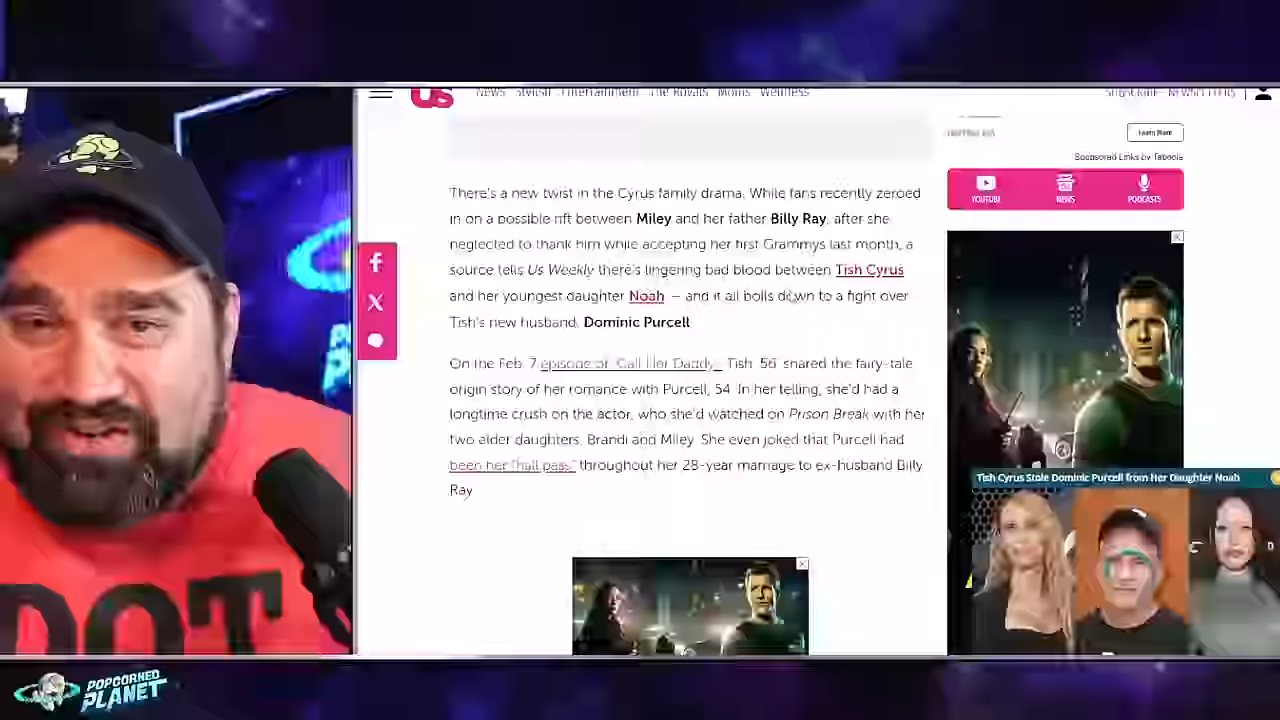 us
NEWS Stylish Entertainment The Royals Moms Wellness
SUBSCRIBE NEWSLETTERS
Learn More
Sponsored Links by Taboola
YOUTUBE
NEWS
PODCASTS
There's a new twist in the Cyrus family drama. While fans recently zeroed
in on a possible rift between Miley and her father Billy Ray, after she
neglected to thank him while accepting her first Grammys last month, a
source tells Us Weekly there's lingering bad blood between Tish Cyrus
and her youngest daughter Noah – and it all boils down to a fight over
Tish's new husband, Dominic Purcell
On the Feb. 7 episode of "Call Her Daddy," Tish, 56, shared the fairy-tale
origin story of her romance with Purcell, 54. In her telling, she'd had a
longtime crush on the actor, who she'd watched on Prison Break with her
two elder daughters, Brandi and Miley. She even joked that Purcell had
been her "hall pass" throughout her 28-year marriage to ex-husband Billy
Ray
Tish Cyrus Stole Dominic Purcell from Her Daughter Noah
DOT
POPCORNED
PLANET